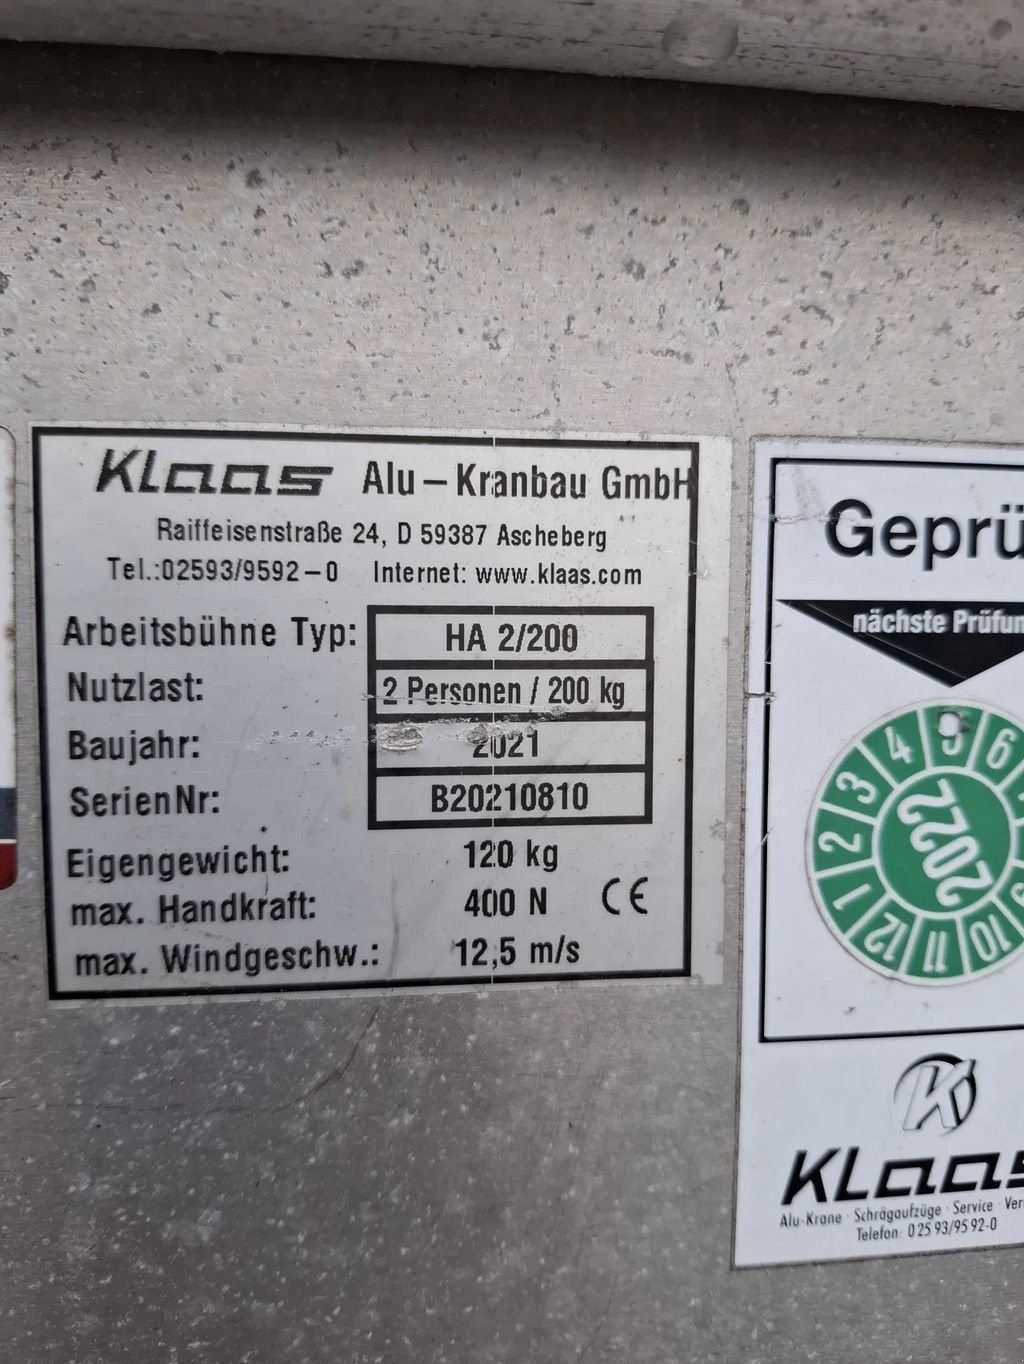 Klaas Alu – Kranbau GmbH
Raiffeisenstraße 24, D 59387 Ascheberg
Tel.:02593/9592–0 Internet: www.klaas.com
Arbeitsbühne Typ: HA 2/200
Nutzlast: 2 Personen / 200 kg
Baujahr: 2021
SerienNr: B20210810
Eigengewicht: 120 kg
max. Handkraft: 400 N CE
max. Windgeschw.: 12,5 m/s
Geprü
nächste Prüfun
1 2 3 4 5 6 10 11 12
2022
K
Klaas
Alu-Krane · Schrägaufzüge · Service · Ver
Telefon: 0 25 93/95 92-0